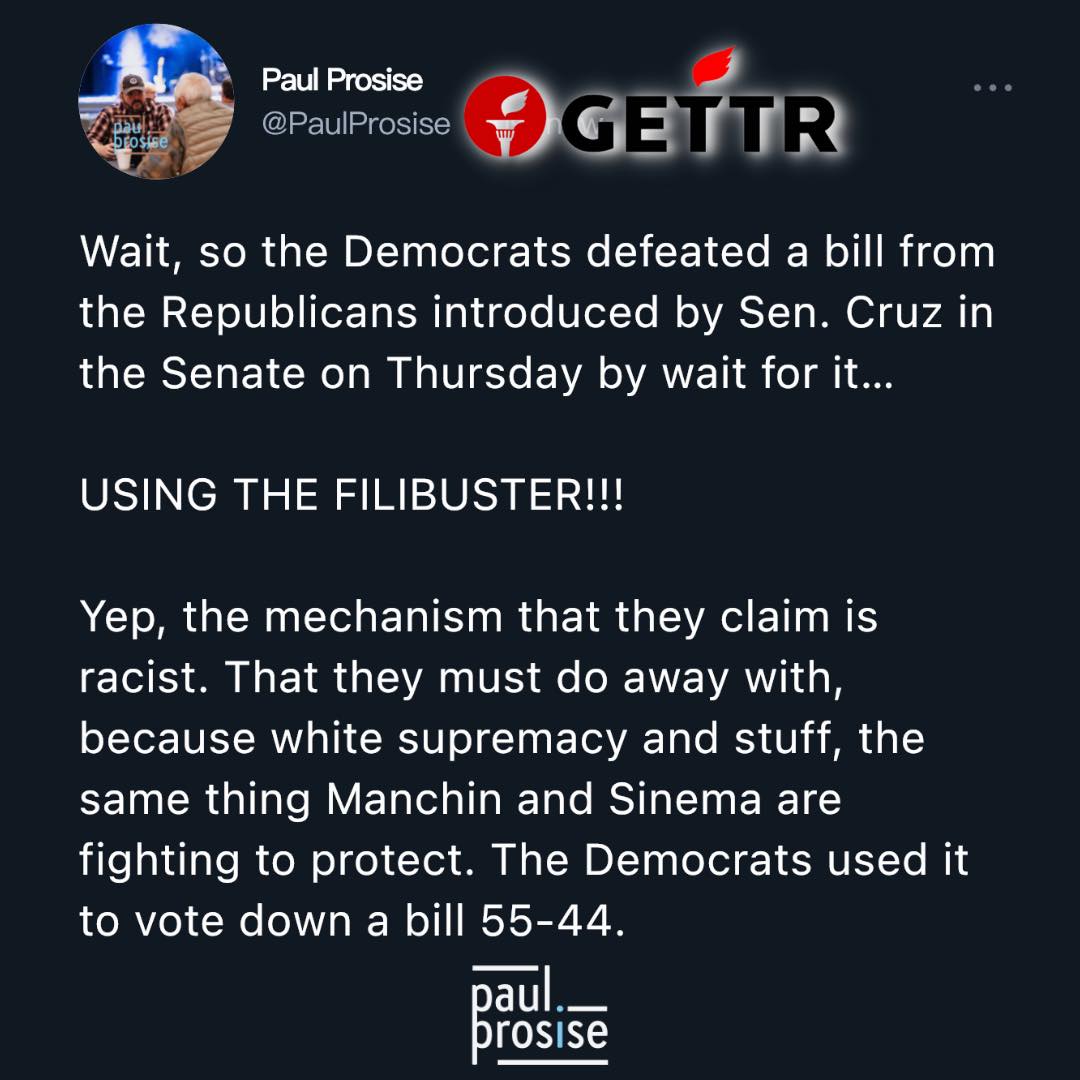 Paul Prosise
@PaulProsise
GETTR
Wait, so the Democrats defeated a bill from
the Republicans introduced by Sen. Cruz in
the Senate on Thursday by wait for it...
USING THE FILIBUSTER!!!
Yep, the mechanism that they claim is
racist. That they must do away with,
because white supremacy and stuff, the
same thing Manchin and Sinema are
fighting to protect. The Democrats used it
to vote down a bill 55-44.
paul.
prosise